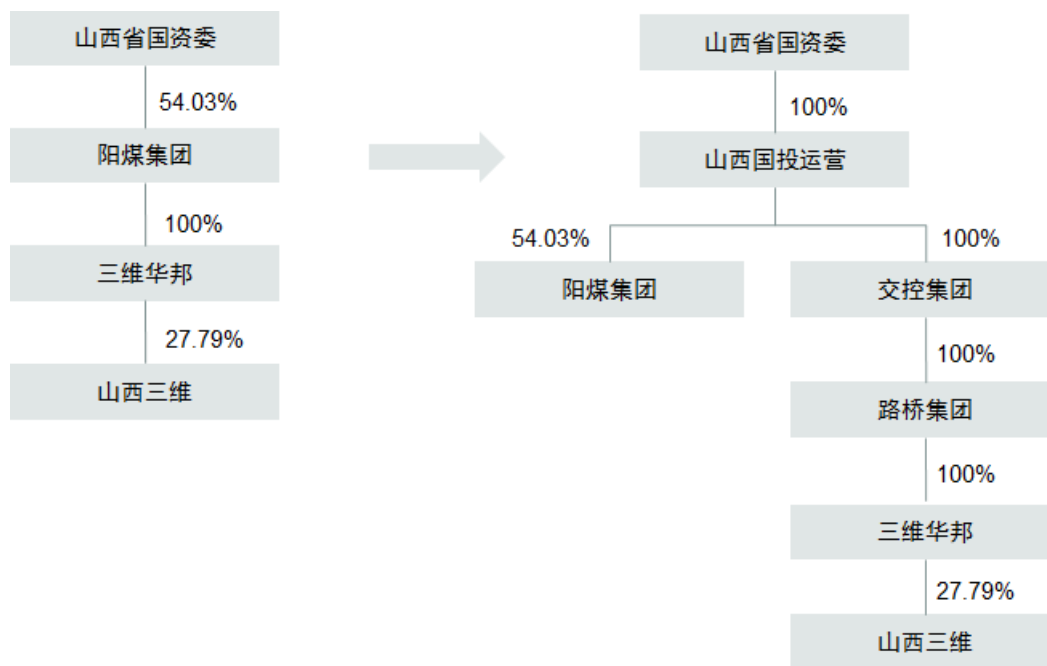 山西省国资委
54.03%
阳煤集团
100%
三维华邦
27.79%
山西三维
山西省国资委
100%
山西国投运营
54.03%
100%
阳煤集团
交控集团
100%
路桥集团
100%
三维华邦
27.79%
山西三维